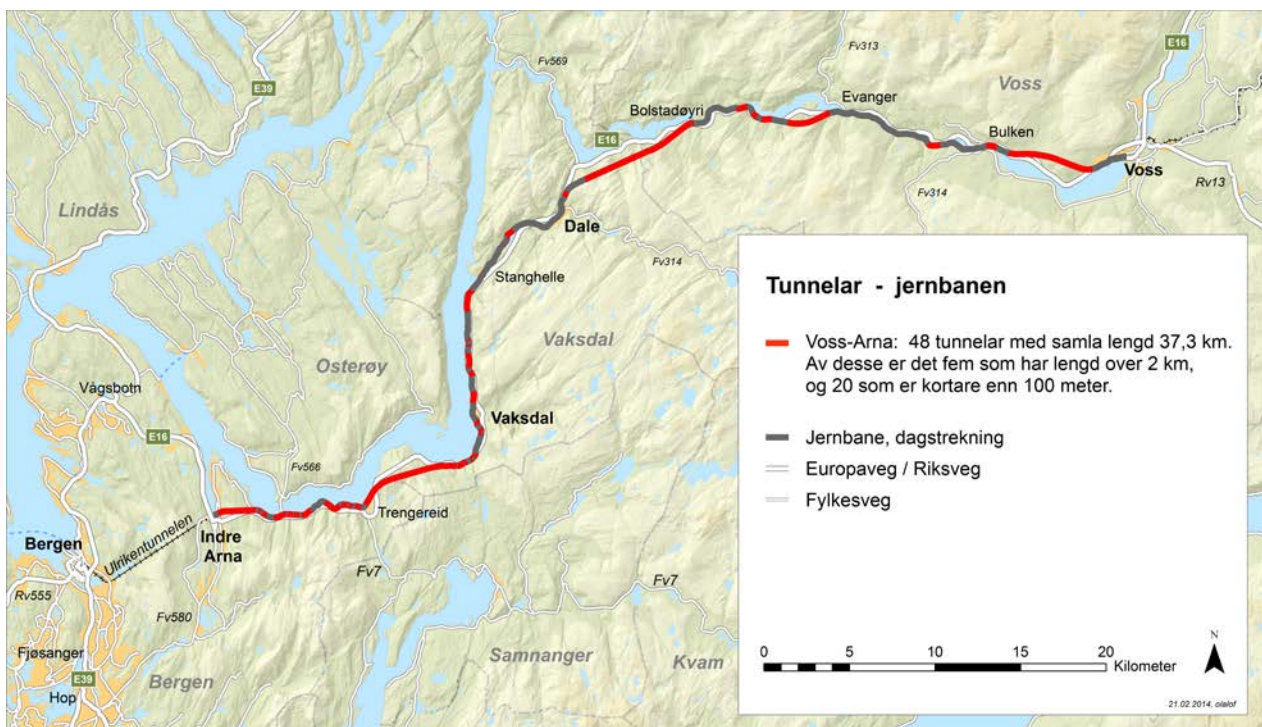 E39
E16
Fv313
Voss
Fv569
Bolstadøyri
Evanger
E16
Bulken
Voss
Rv13
Lindås
Dale
Fv314
Fv314
Stanghelle
Osterøy
Vaksdal
Vågsbotn
E16
Vaksdal
Fv566
Trengereid
Ulrikentunnelen
Indre
Arna
Bergen
Rv555
Fv580
Fv7
Fv7
Fjøsanger
E39
Hop
Bergen
Samnanger
Kvam
Tunnelar - jernbanen
Voss-Arna: 48 tunnelar med samla lengd 37,3 km.
Av desse er det fem som har lengd over 2 km,
og 20 som er kortare enn 100 meter.
Jernbane, dagstrekning
Europaveg / Riksveg
Fylkesveg
0 5 10 15 20
Kilometer
N
21.02.2014, olalof